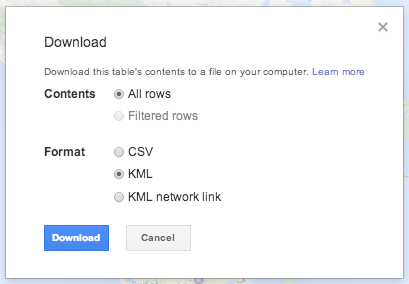 Download
Download this table's contents to a file on your computer. Learn more
Contents All rows
Filtered rows
Format CSV
KML
KML network link
Download Cancel
LA